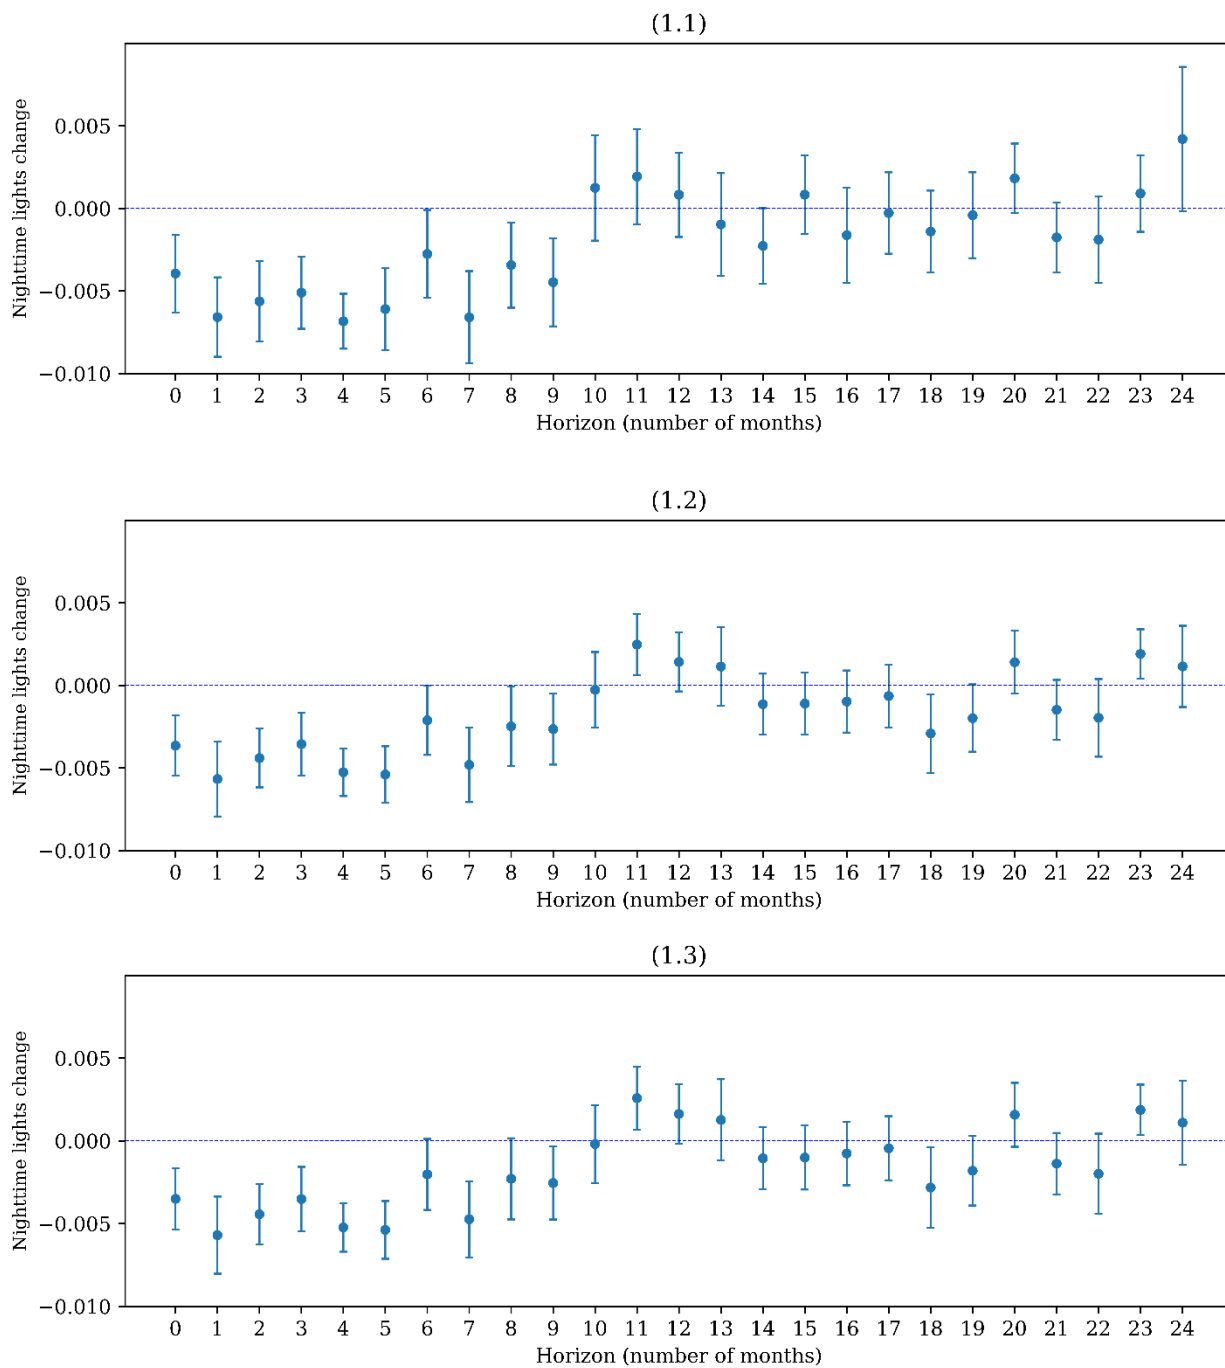 (1.1)
Nighttime lights change
0.005
0.000
−0.005
−0.010
0 1 2 3 4 5 6 7 8 9 10 11 12 13 14 15 16 17 18 19 20 21 22 23 24
Horizon (number of months)
(1.2)
Nighttime lights change
0.005
0.000
−0.005
−0.010
0 1 2 3 4 5 6 7 8 9 10 11 12 13 14 15 16 17 18 19 20 21 22 23 24
Horizon (number of months)
(1.3)
Nighttime lights change
0.005
0.000
−0.005
−0.010
0 1 2 3 4 5 6 7 8 9 10 11 12 13 14 15 16 17 18 19 20 21 22 23 24
Horizon (number of months)